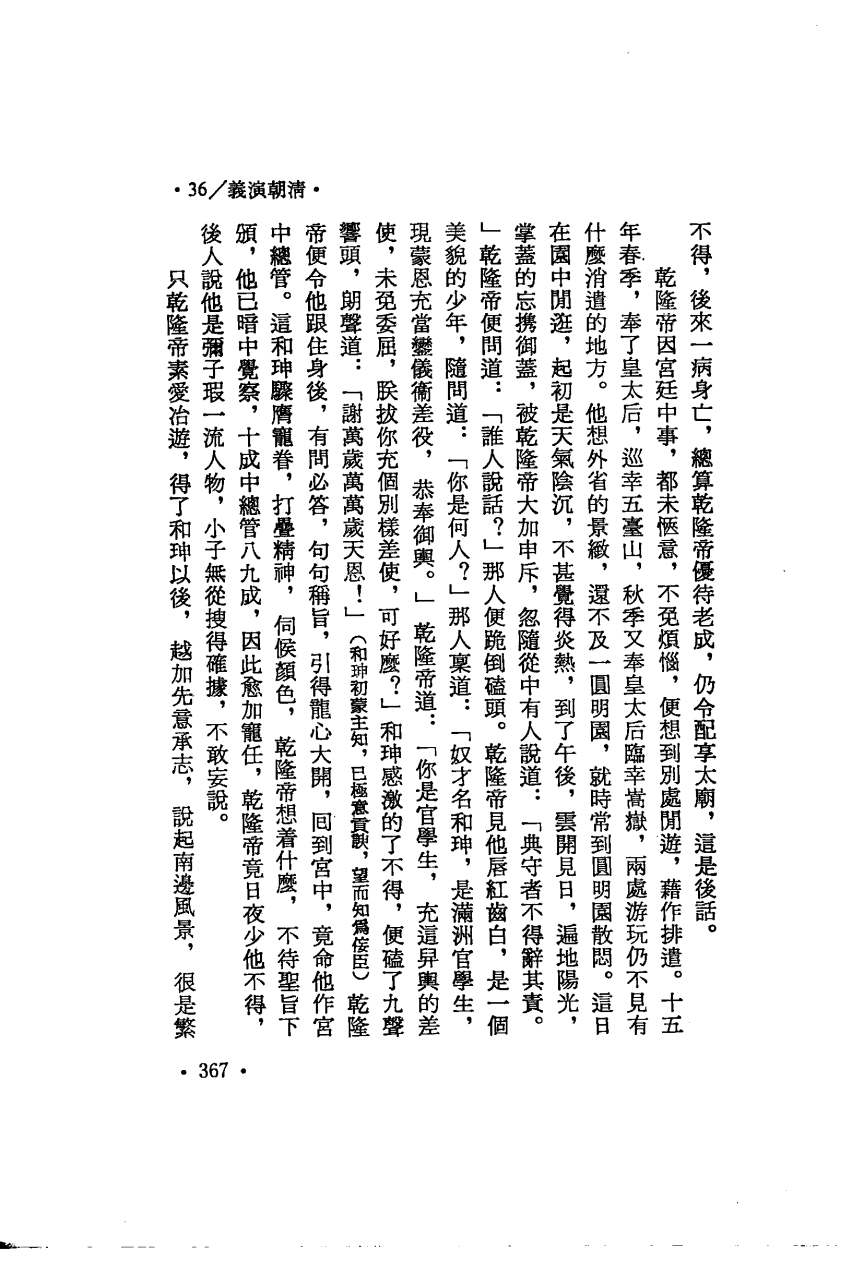 ·36／義演朝清·
不得，後來一病身亡，總算乾隆帝優待老成，仍令配享太廟，這是後話。
乾隆帝因宮廷中事，都未愜意，不免煩惱，便想到別處閒遊，藉作排遣。十五
年春季，奉了皇太后，巡幸五臺山，秋季又奉皇太后臨幸嵩嶽，兩處游玩仍不見有
什麼消遣的地方。他想外省的景緻，還不及一圓明園，就時常到圓明園散悶。這日
在園中閒逛，起初是天氣陰沉，不甚覺得炎熱，到了午後，雲開見日，遍地陽光，
掌蓋的忘携御蓋，被乾隆帝大加申斥，忽隨從中有人說道：「典守者不得辭其責。
」乾隆帝便問道：「誰人說話？」那人便跪倒磕頭。乾隆帝見他唇紅齒白，是一個
美貌的少年，隨問道：「你是何人？」那人稟道：「奴才名和珅，是滿洲官學生，
現蒙恩充當鑾儀衞差役，恭奉御輿。」乾隆帝道：「你是官學生，充這舁輿的差
使，未免委屈，朕拔你充個別樣差使，可好麼？」和珅感激的了不得，便磕了九聲
響頭，朗聲道：「謝萬歲萬萬歲天恩！」（和珅初蒙主知，已極意貢諛，望而知爲佞臣）乾隆
帝便令他跟住身後，有問必答，句句稱旨，引得龍心大開，囘到宮中，竟命他作宮
中總管。這和珅驟膺寵眷，打疊精神，伺候顏色，乾隆帝想着什麼，不待聖旨下
頒，他已暗中覺察，十成中總管八九成，因此愈加寵任，乾隆帝竟日夜少他不得，
後人說他是彌子瑕一流人物，小子無從搜得確據，不敢妄說。
只乾隆帝素愛冶遊，得了和珅以後，越加先意承志，說起南邊風景，很是繁
·367·